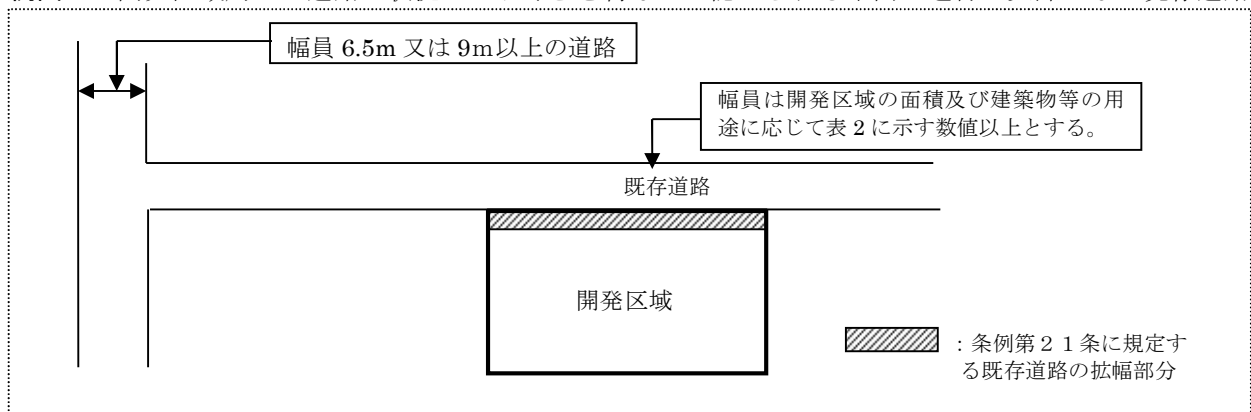 幅員 6.5m 又は 9m以上の道路
幅員は開発区域の面積及び建築物等の用
途に応じて表 2 に示す数値以上とする。
既存道路
開発区域
：条例第２１条に規定す
る既存道路の拡幅部分